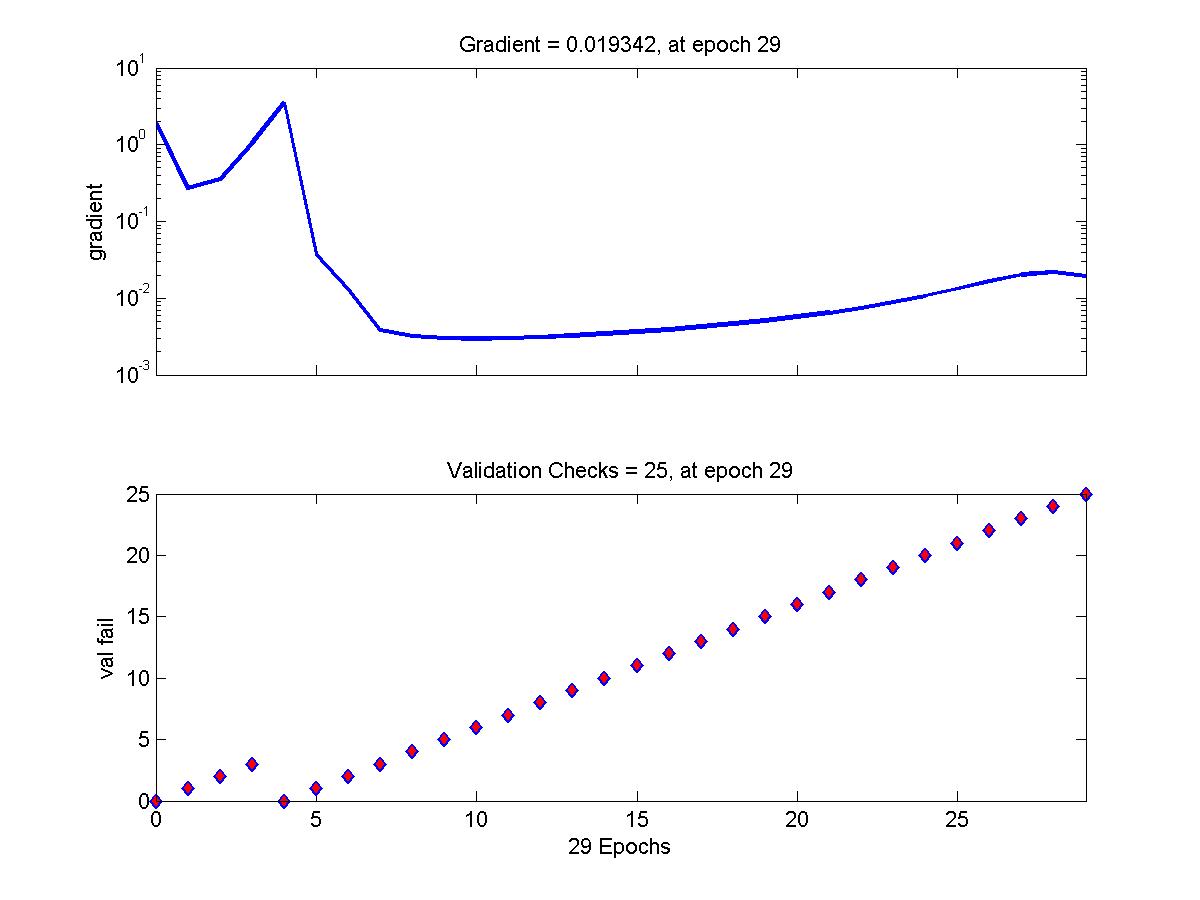 Gradient = 0.019342, at epoch 29
10^1
10^0
10^-1
10^-2
10^-3
gradient
Validation Checks = 25, at epoch 29
25
20
15
10
5
0
val fail
0 5 10 15 20 25
29 Epochs